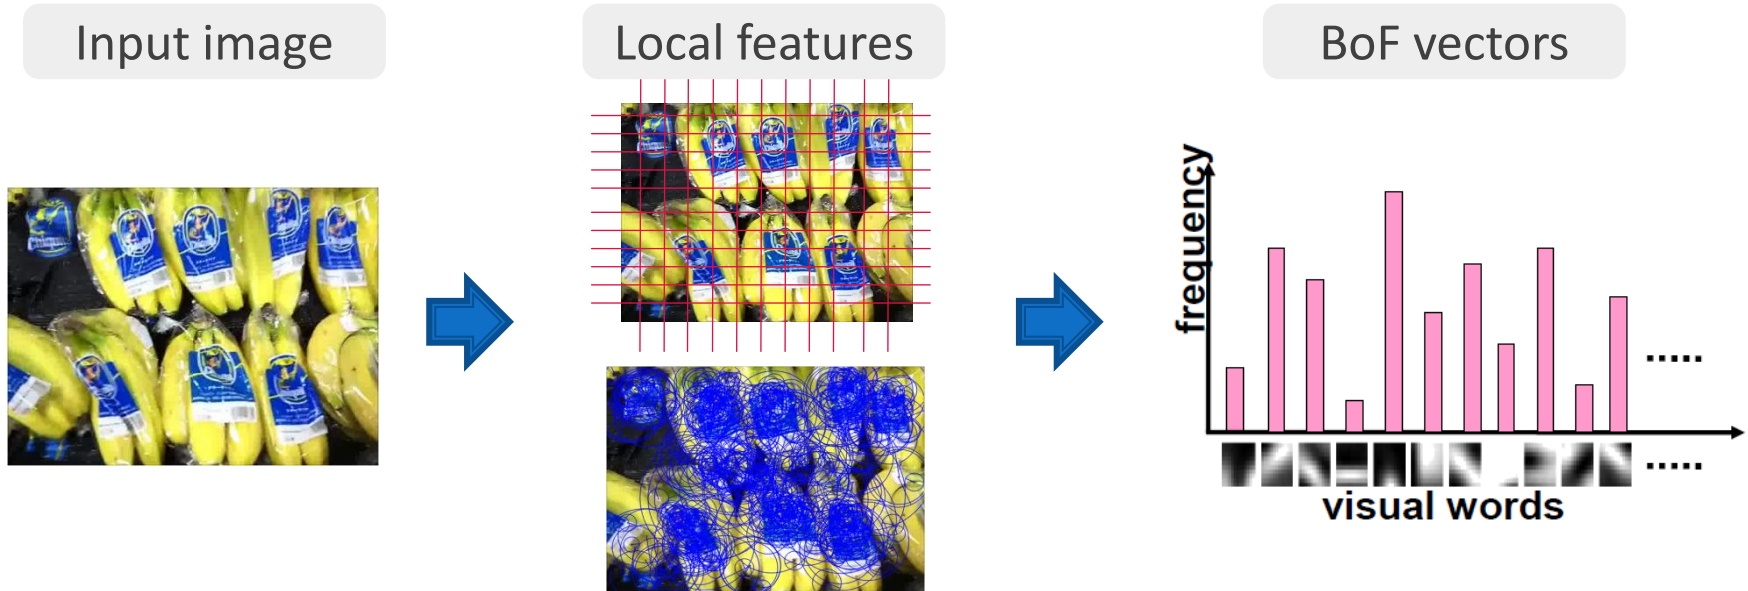 Input image
Local features
BoF vectors
frequency
.....
.....
visual words